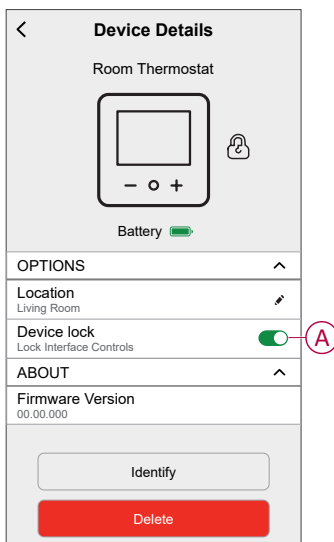 Device Details
Room Thermostat
Battery
OPTIONS
Location
Living Room
Device lock
Lock Interface Controls
A
ABOUT
Firmware Version
00.00.000
Identify
Delete